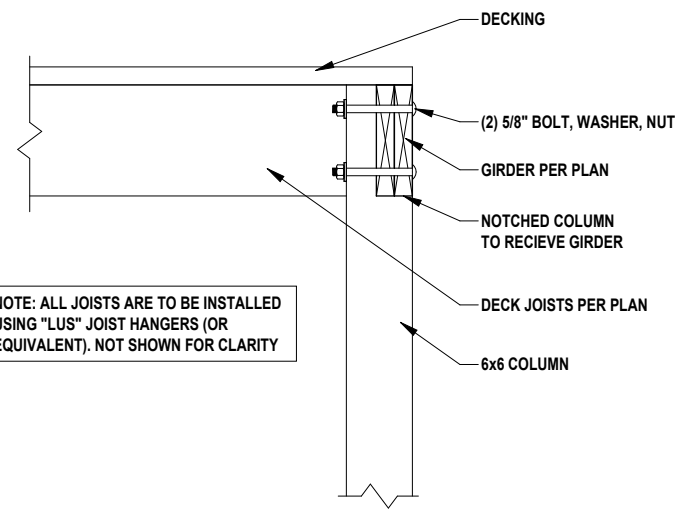 DECKING
(2) 5/8" BOLT, WASHER, NUT
GIRDER PER PLAN
NOTCHED COLUMN
TO RECIEVE GIRDER
DECK JOISTS PER PLAN
6x6 COLUMN
NOTE: ALL JOISTS ARE TO BE INSTALLED
USING "LUS" JOIST HANGERS (OR
EQUIVALENT). NOT SHOWN FOR CLARITY